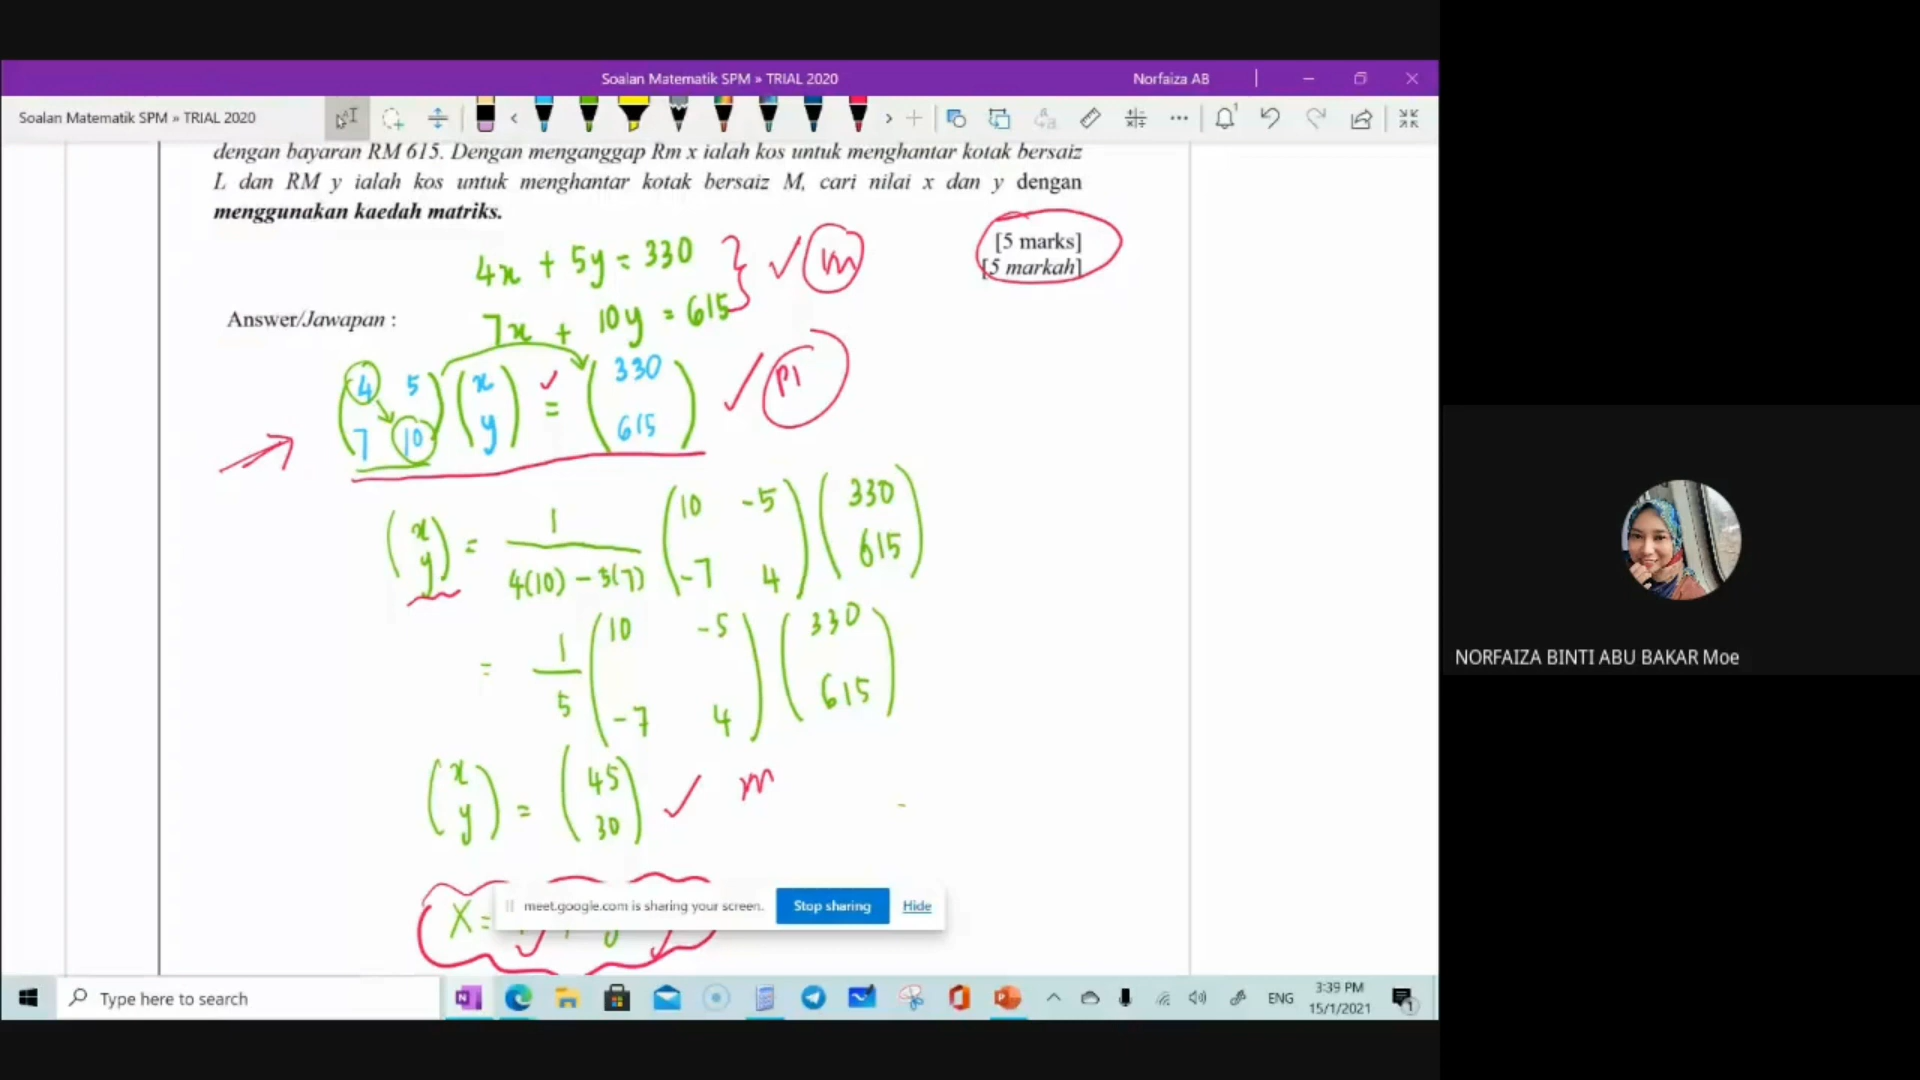 Soalan Matematik SPM » TRIAL 2020
Norfaiza AB
Soalan Matematik SPM » TRIAL 2020
dengan bayaran RM 615. Dengan menganggap Rm x ialah kos untuk menghantar kotak bersaiz
L dan RM y ialah kos untuk menghantar kotak bersaiz M, cari nilai x dan y dengan
menggunakan kaedah matriks.
[5 marks]
[5 markah]
4x + 5y = 330 } ✓ m
7x + 10y = 615
Answer/Jawapan :
(4 5) (x) ✓ = (330) ✓ P1
(7 10) (y) (615)
(x) = 1 (10 -5) (330)
(y) 4(10) - 5(7) (-7 4) (615)
= 1 (10 -5) (330)
5 (-7 4) (615)
(x) = (45) ✓ m
(y) (30)
X =
meet.google.com is sharing your screen.
Stop sharing
Hide
NORFAIZA BINTI ABU BAKAR Moe
Type here to search
ENG
3:39 PM
15/1/2021
1